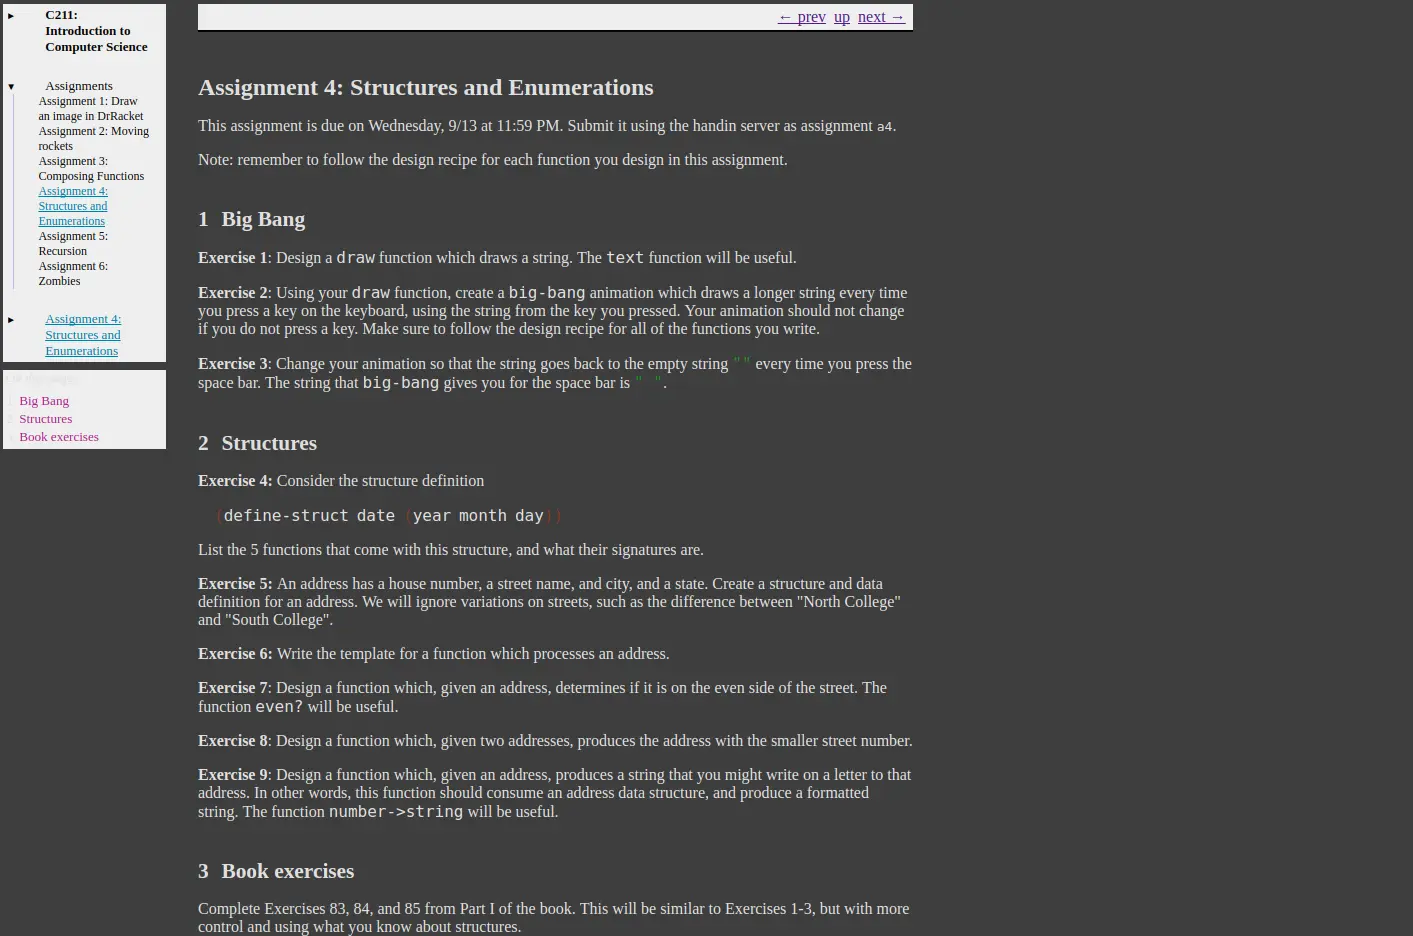 ► C211:
Introduction to
Computer Science
▼ Assignments
Assignment 1: Draw
an image in DrRacket
Assignment 2: Moving
rockets
Assignment 3:
Composing Functions
Assignment 4:
Structures and
Enumerations
Assignment 5:
Recursion
Assignment 6:
Zombies
► Assignment 4:
Structures and
Enumerations
Big Bang
Structures
Book exercises
← prev up next →
Assignment 4: Structures and Enumerations
This assignment is due on Wednesday, 9/13 at 11:59 PM. Submit it using the handin server as assignment a4.
Note: remember to follow the design recipe for each function you design in this assignment.
1 Big Bang
Exercise 1: Design a draw function which draws a string. The text function will be useful.
Exercise 2: Using your draw function, create a big-bang animation which draws a longer string every time
you press a key on the keyboard, using the string from the key you pressed. Your animation should not change
if you do not press a key. Make sure to follow the design recipe for all of the functions you write.
Exercise 3: Change your animation so that the string goes back to the empty string "" every time you press the
space bar. The string that big-bang gives you for the space bar is " ".
2 Structures
Exercise 4: Consider the structure definition
(define-struct date (year month day))
List the 5 functions that come with this structure, and what their signatures are.
Exercise 5: An address has a house number, a street name, and city, and a state. Create a structure and data
definition for an address. We will ignore variations on streets, such as the difference between "North College"
and "South College".
Exercise 6: Write the template for a function which processes an address.
Exercise 7: Design a function which, given an address, determines if it is on the even side of the street. The
function even? will be useful.
Exercise 8: Design a function which, given two addresses, produces the address with the smaller street number.
Exercise 9: Design a function which, given an address, produces a string that you might write on a letter to that
address. In other words, this function should consume an address data structure, and produce a formatted
string. The function number->string will be useful.
3 Book exercises
Complete Exercises 83, 84, and 85 from Part I of the book. This will be similar to Exercises 1-3, but with more
control and using what you know about structures.